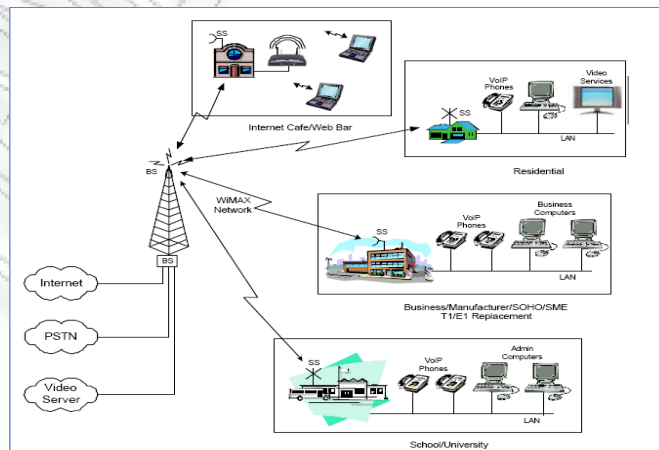 SS
Internet Cafe/Web Bar
VoIP
Phones
Video
Services
SS
LAN
Residential
BS
WiMAX
Network
SS
VoIP
Phones
Business
Computers
LAN
Business/Manufacturer/SOHO/SME
T1/E1 Replacement
BS
Internet
PSTN
Video
Server
SS
VoIP
Phones
Admin
Computers
LAN
School/University